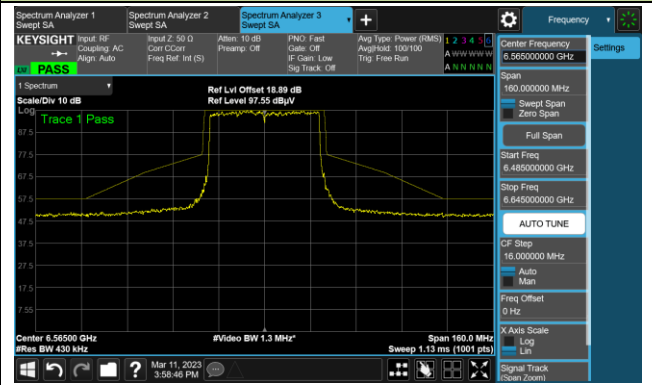 Spectrum Analyzer 1
Swept SA
Spectrum Analyzer 2
Swept SA
Spectrum Analyzer 3
Swept SA
Frequency
KEYSIGHT
Input: RF
Coupling: AC
Align: Auto
Input Z: 50 Ω
Corr CCorr
Freq Ref: Int (S)
Atten: 10 dB
Preamp: Off
PNO: Fast
Gate: Off
IF Gain: Low
Sig Track: Off
Avg Type: Power (RMS)
Avg|Hold: 100/100
Trig: Free Run
1 2 3 4 5 6
A W W W W W
A N N N N N
PASS
1 Spectrum
Scale/Div 10 dB
Ref Lvl Offset 18.89 dB
Ref Level 97.55 dBµV
Log
Trace 1 Pass
87.5
77.5
67.5
57.5
47.5
37.5
27.5
17.5
7.55
Center 6.56500 GHz
#Res BW 430 kHz
#Video BW 1.3 MHz*
Span 160.0 MHz
Sweep 1.13 ms (1001 pts)
Center Frequency
6.565000000 GHz
Settings
Span
160.000000 MHz
Swept Span
Zero Span
Full Span
Start Freq
6.485000000 GHz
Stop Freq
6.645000000 GHz
AUTO TUNE
CF Step
16.000000 MHz
Auto
Man
Freq Offset
0 Hz
X Axis Scale
Log
Lin
Signal Track
(Span Zoom)
Mar 11, 2023
3:58:46 PM